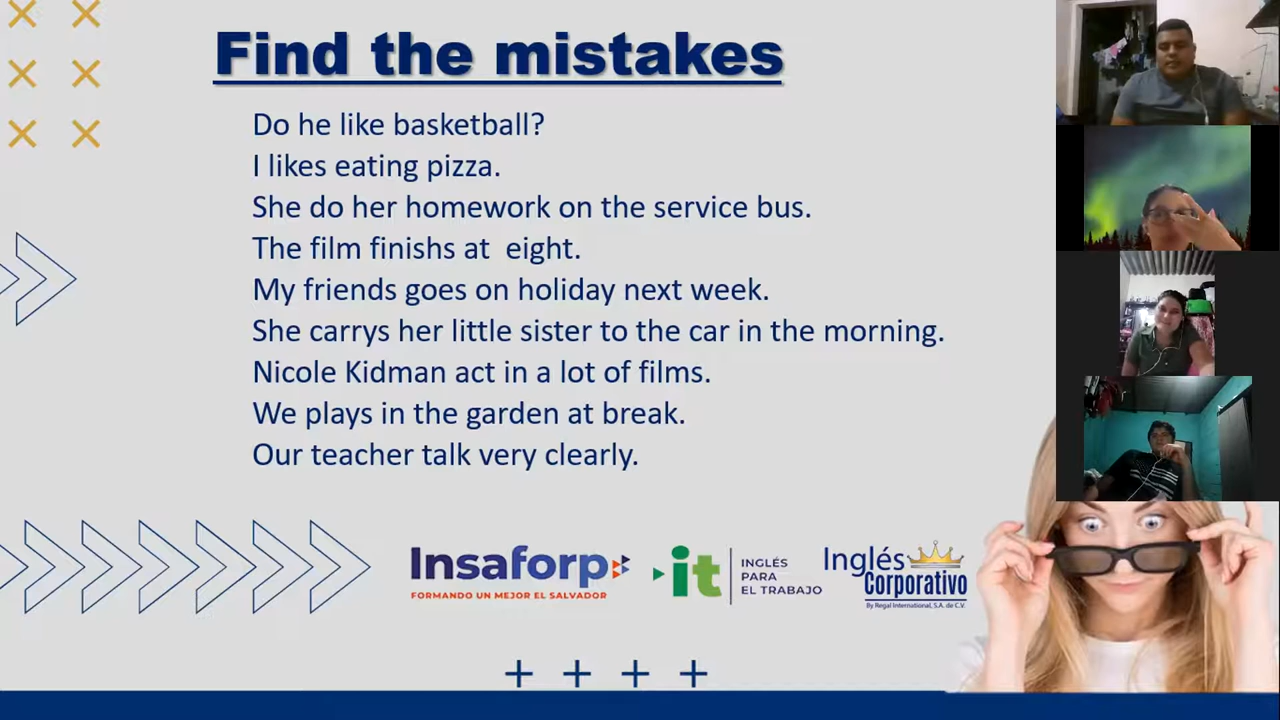 Find the mistakes
Do he like basketball?
I likes eating pizza.
She do her homework on the service bus.
The film finishs at  eight.
My friends goes on holiday next week.
She carrys her little sister to the car in the morning.
Nicole Kidman act in a lot of films.
We plays in the garden at break.
Our teacher talk very clearly.
Insaforp
FORMANDO UN MEJOR EL SALVADOR
it
INGLÉS
PARA
EL TRABAJO
Inglés
Corporativo
By Regal International, S.A. de C.V.